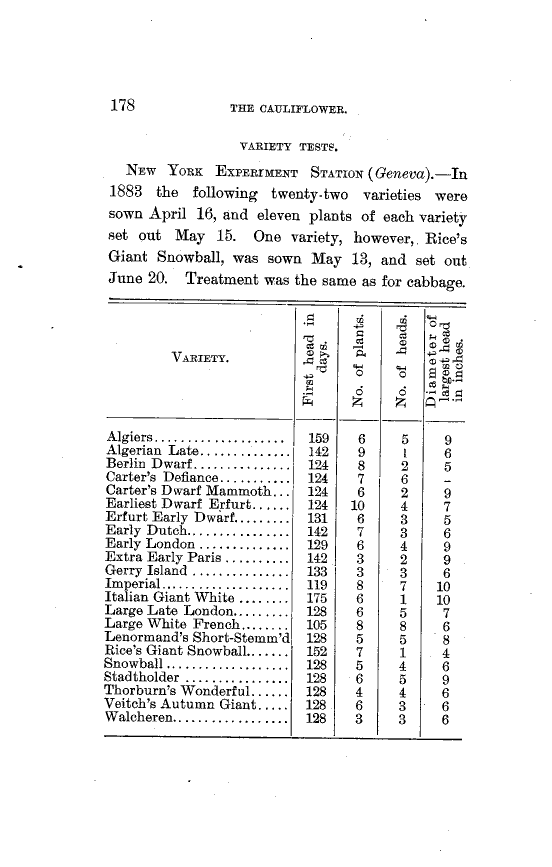 178 THE CAULIFLOWER.
VARIETY TESTS.
NEW YORK EXPERIMENT STATION (Geneva).—In
1883 the following twenty-two varieties were
sown April 16, and eleven plants of each variety
set out May 15. One variety, however, Rice's
Giant Snowball, was sown May 13, and set out
June 20. Treatment was the same as for cabbage.
VARIETY. First head in days. No. of plants. No. of heads. Diameter of largest head in inches.
Algiers.................... 159 6 5 9
Algerian Late.............. 142 9 1 6
Berlin Dwarf............... 124 8 2 5
Carter's Defiance........... 124 7 6 –
Carter's Dwarf Mammoth... 124 6 2 9
Earliest Dwarf Erfurt...... 124 10 4 7
Erfurt Early Dwarf......... 131 6 3 5
Early Dutch................ 142 7 3 6
Early London .............. 129 6 4 9
Extra Early Paris .......... 142 3 2 9
Gerry Island ............... 133 3 3 6
Imperial.................... 119 8 7 10
Italian Giant White ........ 175 6 1 10
Large Late London......... 128 6 5 7
Large White French........ 105 8 8 6
Lenormand's Short-Stemm'd 128 5 5 8
Rice's Giant Snowball....... 152 7 1 4
Snowball ................... 128 5 4 6
Stadtholder ................ 128 6 5 9
Thorburn's Wonderful...... 128 4 4 6
Veitch's Autumn Giant..... 128 6 3 6
Walcheren.................. 128 3 3 6